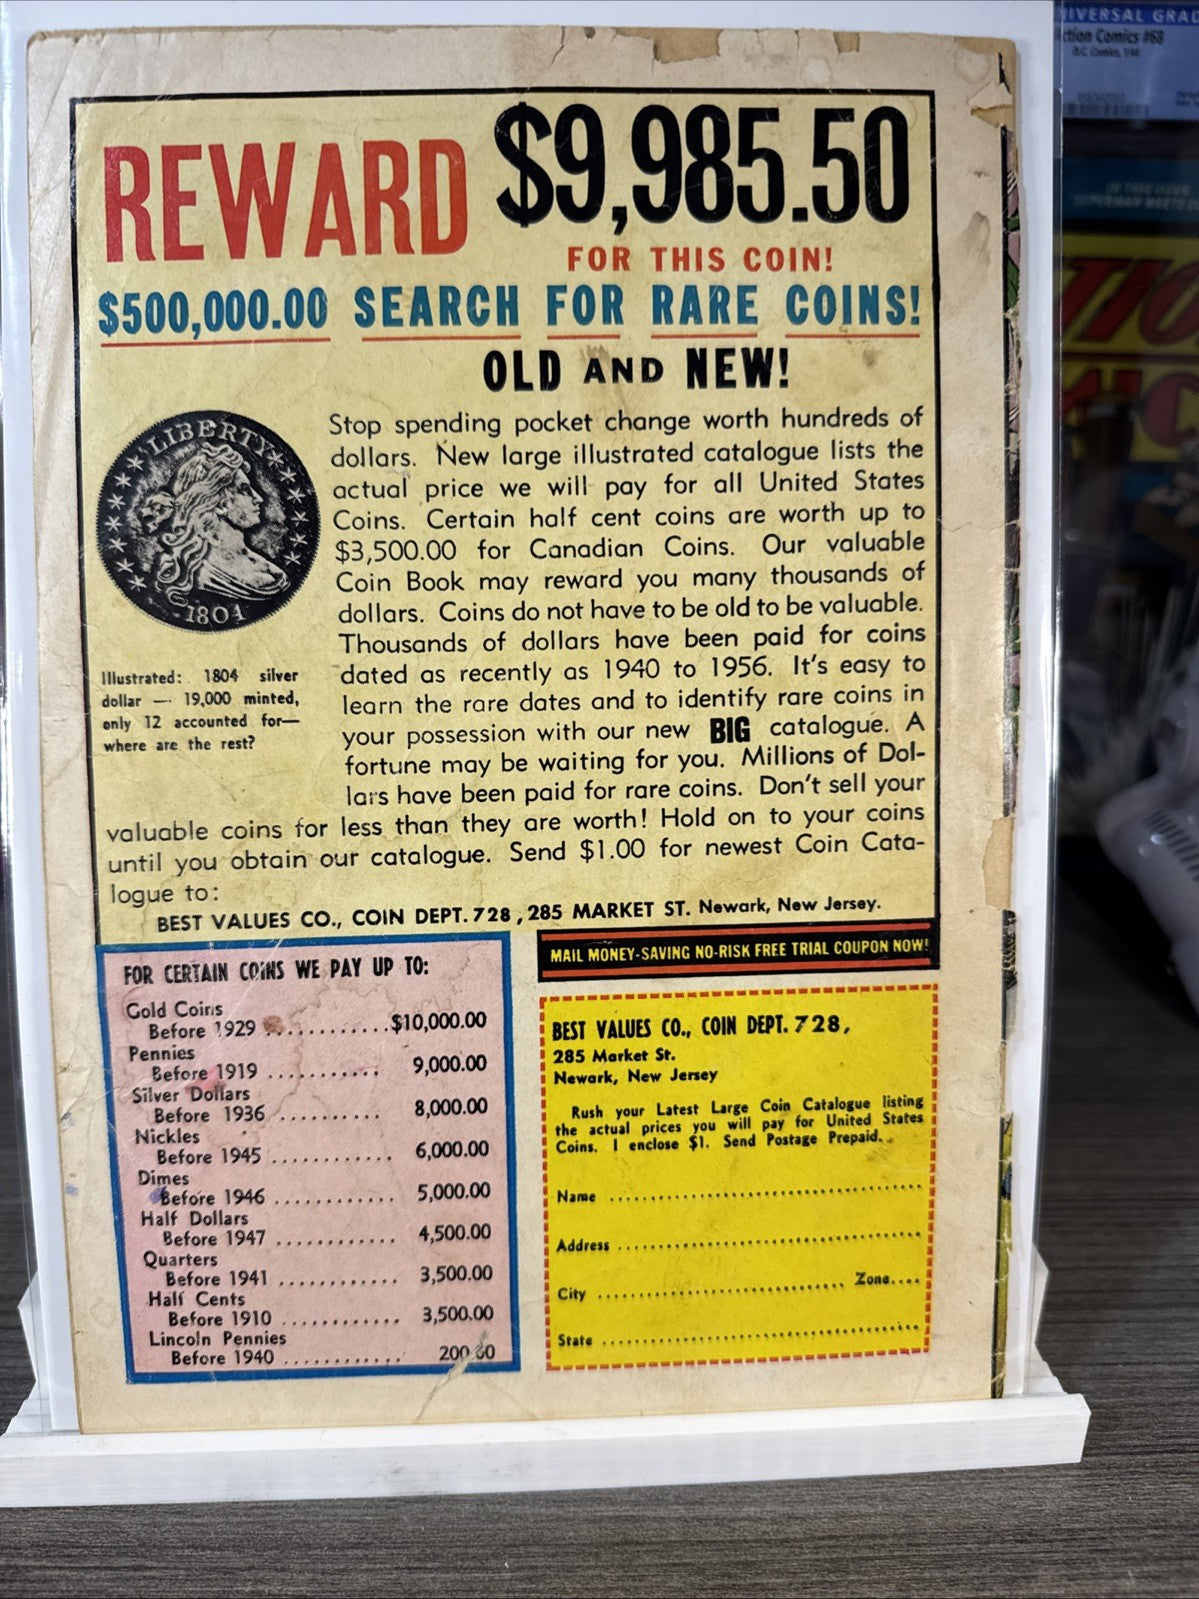 REWARD $9,985.50
FOR THIS COIN!
$500,000.00 SEARCH FOR RARE COINS!
OLD AND NEW!
LIBERTY
1804
Illustrated: 1804 silver
dollar — 19,000 minted,
only 12 accounted for—
where are the rest?
Stop spending pocket change worth hundreds of
dollars. New large illustrated catalogue lists the
actual price we will pay for all United States
Coins. Certain half cent coins are worth up to
$3,500.00 for Canadian Coins. Our valuable
Coin Book may reward you many thousands of
dollars. Coins do not have to be old to be valuable.
Thousands of dollars have been paid for coins
dated as recently as 1940 to 1956. It's easy to
learn the rare dates and to identify rare coins in
your possession with our new BIG catalogue. A
fortune may be waiting for you. Millions of Dol-
lars have been paid for rare coins. Don't sell your
valuable coins for less than they are worth! Hold on to your coins
until you obtain our catalogue. Send $1.00 for newest Coin Cata-
logue to:
BEST VALUES CO., COIN DEPT. 728, 285 MARKET ST. Newark, New Jersey.
FOR CERTAIN COINS WE PAY UP TO:
Gold Coins
Before 1929 ............$10,000.00
Pennies
Before 1919 ........... 9,000.00
Silver Dollars
Before 1936 .......... 8,000.00
Nickles
Before 1945 ............ 6,000.00
Dimes
Before 1946 ............ 5,000.00
Half Dollars
Before 1947 ............ 4,500.00
Quarters
Before 1941 ............ 3,500.00
Half Cents
Before 1910 ............ 3,500.00
Lincoln Pennies
Before 1940 ............ 200.00
MAIL MONEY-SAVING NO-RISK FREE TRIAL COUPON NOW!
BEST VALUES CO., COIN DEPT. 728,
285 Market St.
Newark, New Jersey
Rush your Latest Large Coin Catalogue listing
the actual prices you will pay for United States
Coins. I enclose $1. Send Postage Prepaid.
Name ........................................
Address ........................................
City .............................. Zone....
State ........................................
UNIVERSAL GRAD
Action Comics #68
D.C. Comics, 1/44
IN THIS ISSUE